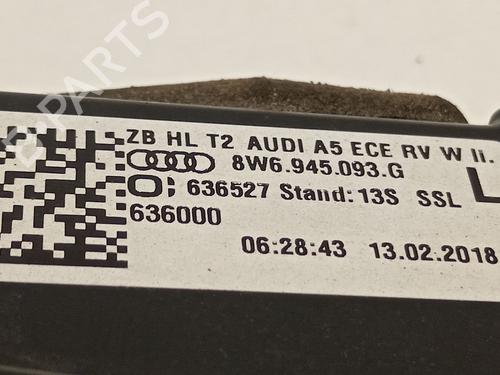 B-PARTS
ZB HL T2 AUDI A5 ECE RV W li.
8W6.945.093.G
636527 Stand: 13S SSL
L
636000
06:28:43 13.02.2018